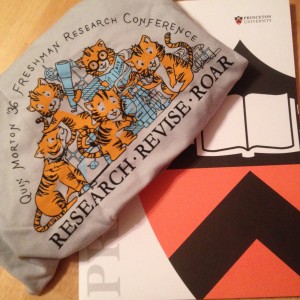 QUIN MORTON '36 FRESHMAN RESEARCH CONFERENCE
RESEARCH • REVISE • ROAR
PRINCETON
UNIVERSITY